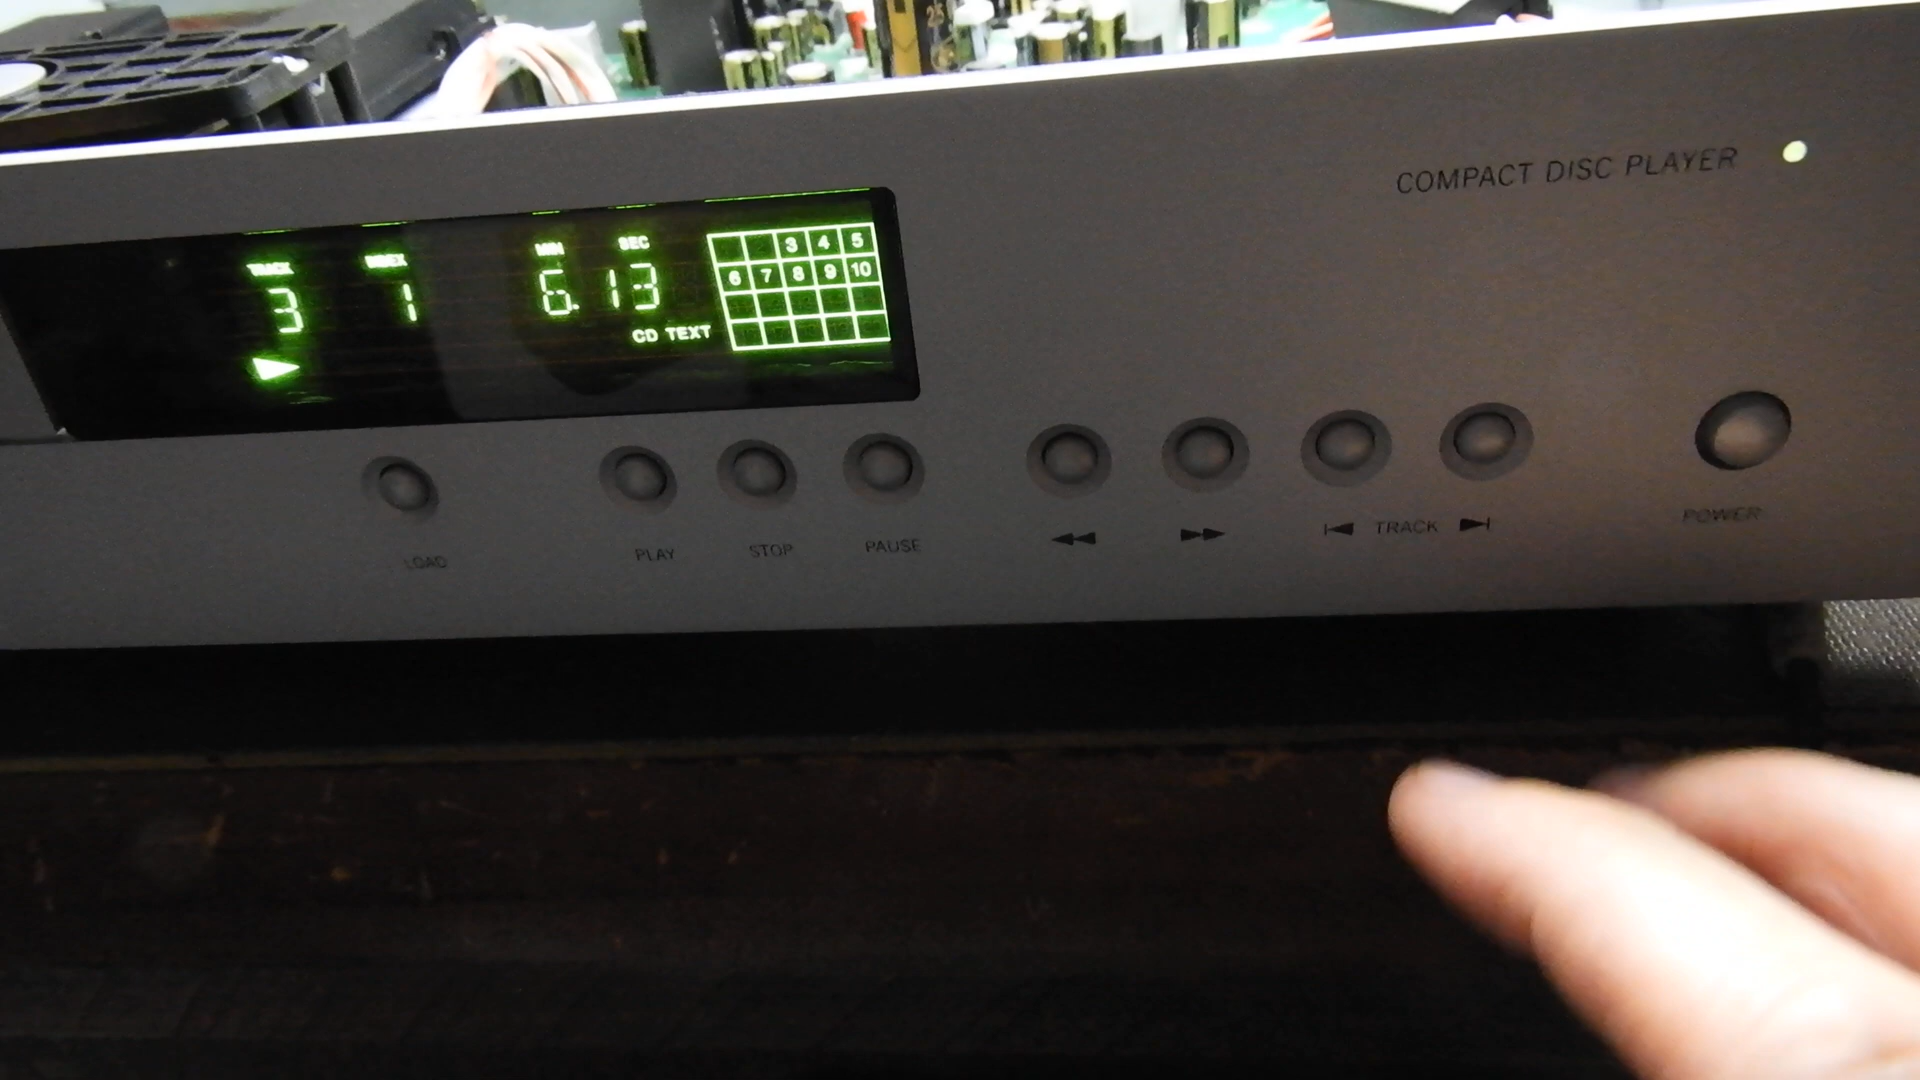 25
COMPACT DISC PLAYER
TRACK INDEX MIN SEC
3 1 6.13
CD TEXT
3 4 5
6 7 8 9 10
LOAD PLAY STOP PAUSE TRACK POWER